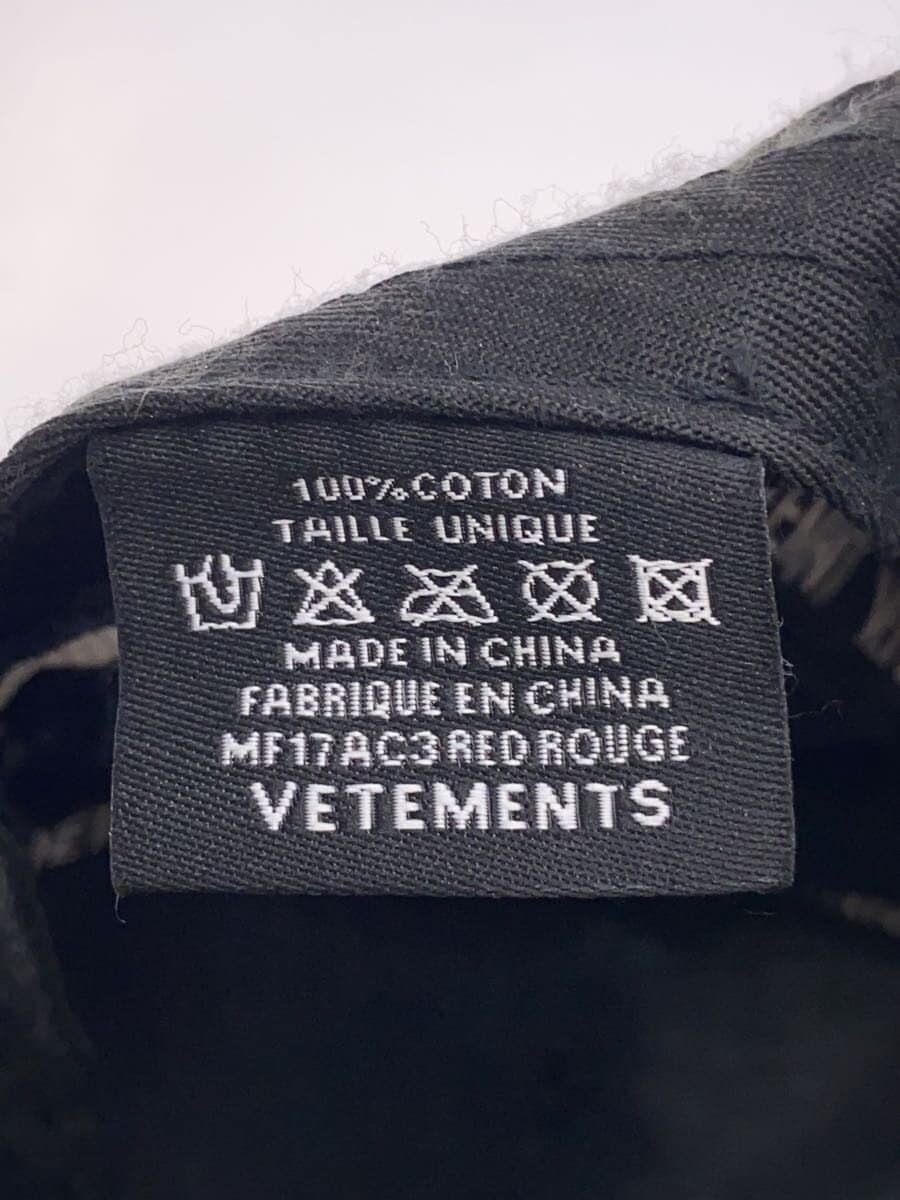 100%COTON
TAILLE UNIQUE
MADE IN CHINA
FABRIQUE EN CHINA
MF17AC3 RED ROUGE
VETEMENTS